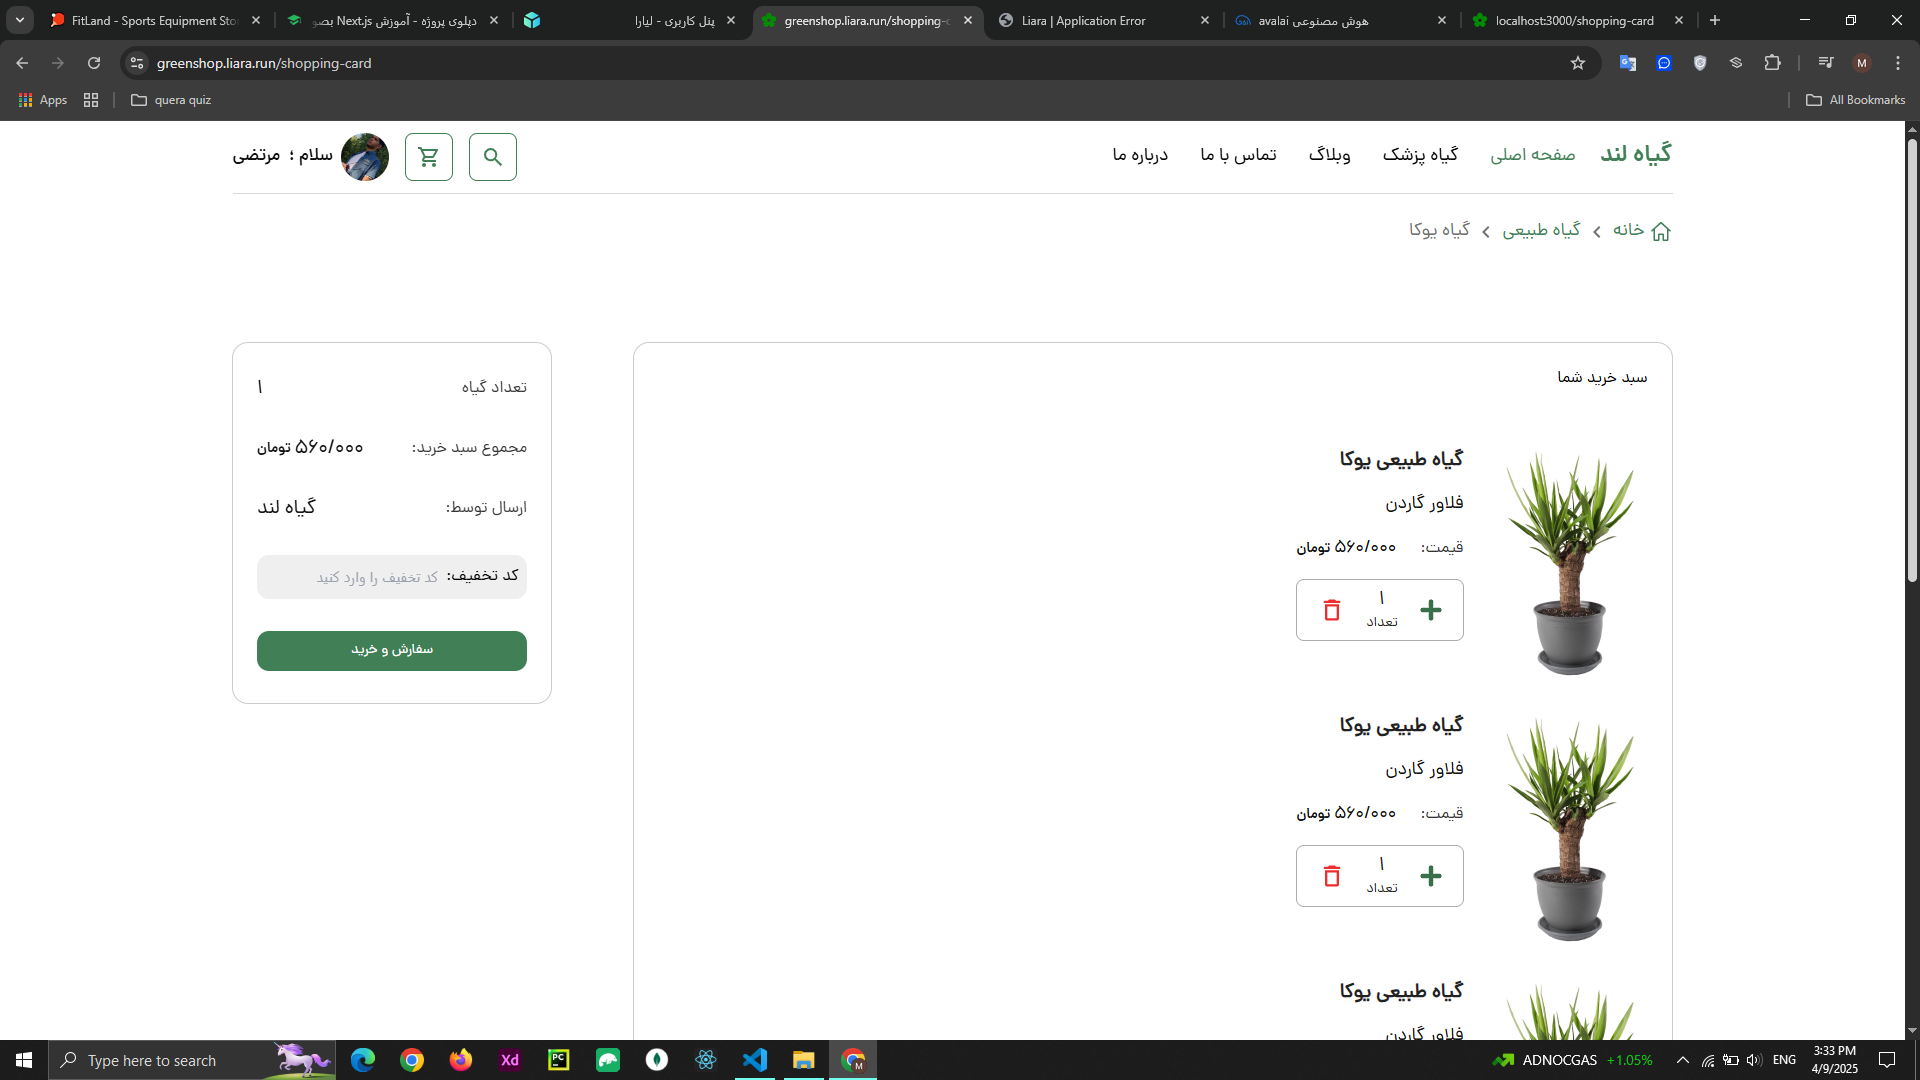 FitLand - Sports Equipment Sto
دپلوی پروژه - آموزش Next.js بصو
پنل کاربری - لیارا
greenshop.liara.run/shopping-c
Liara | Application Error
هوش مصنوعی avalai
localhost:3000/shopping-card
greenshop.liara.run/shopping-card
M
Apps
quera quiz
All Bookmarks
گیاه لند
صفحه اصلی
گیاه پزشک
وبلاگ
تماس با ما
درباره ما
سلام ؛ مرتضی
خانه
گیاه طبیعی
گیاه یوکا
سبد خرید شما
گیاه طبیعی یوکا
فلاور گاردن
قیمت: ۵۶۰/۰۰۰ تومان
۱
تعداد
گیاه طبیعی یوکا
فلاور گاردن
قیمت: ۵۶۰/۰۰۰ تومان
۱
تعداد
گیاه طبیعی یوکا
فلاور گاردن
تعداد گیاه ۱
مجموع سبد خرید: ۵۶۰/۰۰۰ تومان
ارسال توسط: گیاه لند
کد تخفیف: کد تخفیف را وارد کنید
سفارش و خرید
Type here to search
Xd
PC
M
ADNOCGAS +1.05%
ENG
3:33 PM
4/9/2025